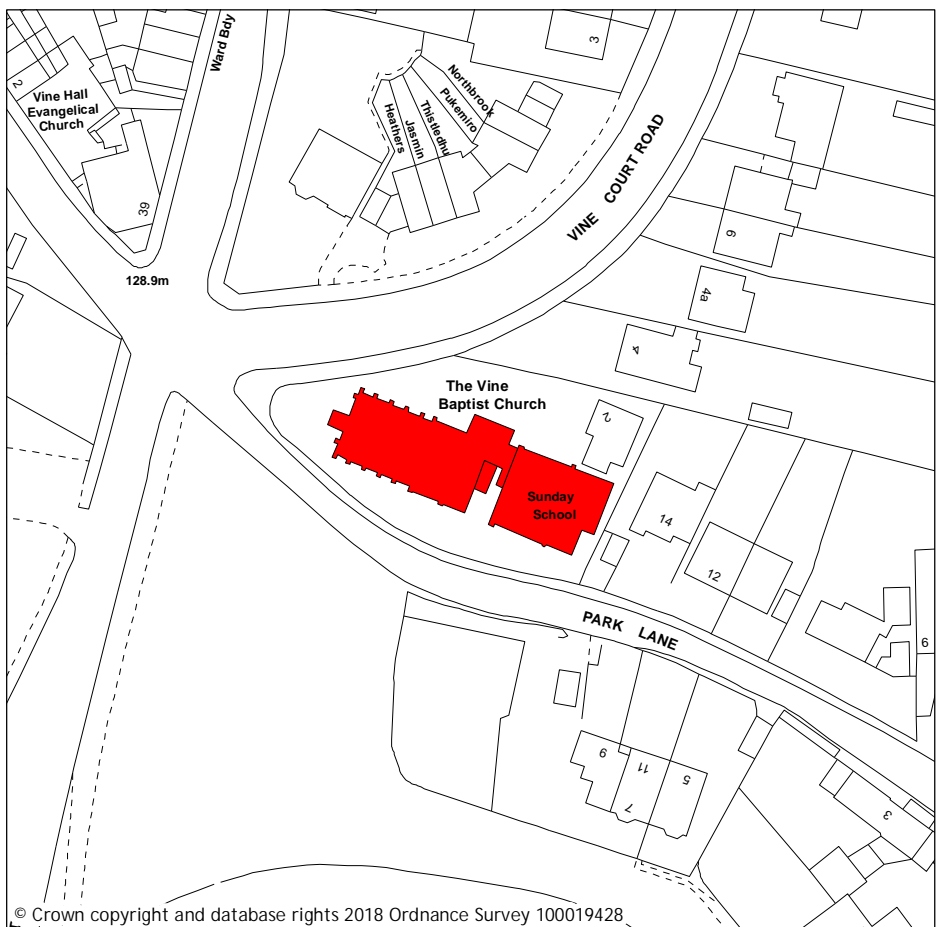 2
Vine Hall
Evangelical
Church
39
Ward Bdy
128.9m
3
Northbrook
Pukemiro
Thistledhu
Jasmin
Heathers
VINE COURT ROAD
6
4a
4
The Vine
Baptist Church
2
Sunday
School
14
12
PARK LANE
6
9
11
7
5
3
© Crown copyright and database rights 2018 Ordnance Survey 100019428